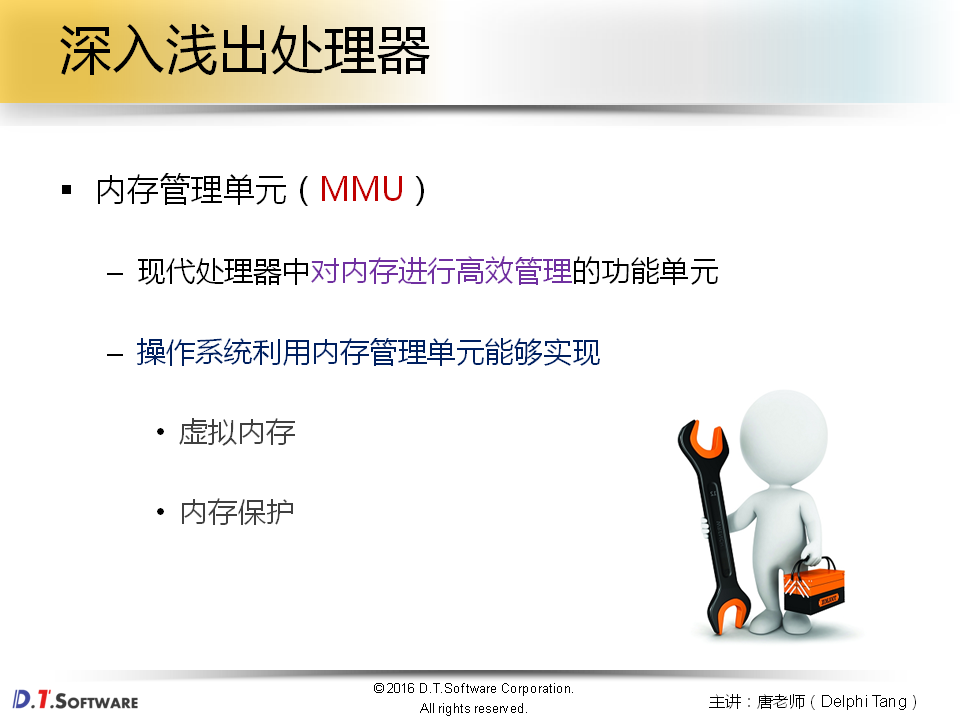 深入浅出处理器
▪ 内存管理单元（MMU）
– 现代处理器中对内存进行高效管理的功能单元
– 操作系统利用内存管理单元能够实现
• 虚拟内存
• 内存保护
D.T.SOFTWARE
©2016 D.T.Software Corporation.
All rights reserved.
主讲：唐老师（Delphi Tang）